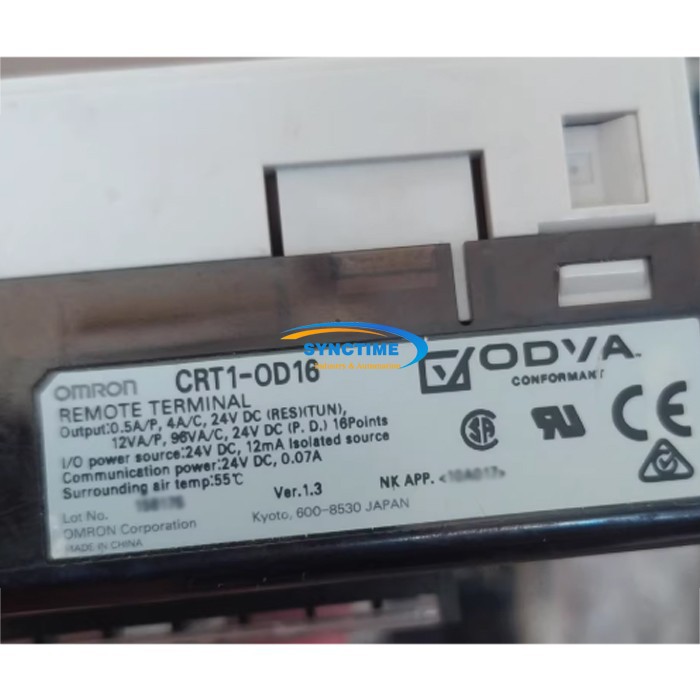 SYNCTIME
OMRON CRT1-OD16
ODVA
CONFORMANT
REMOTE TERMINAL
Output:0.5A/P, 4A/C, 24V DC (RES)(TUN),
12VA/P, 96VA/C, 24V DC (P. D.) 16Points
I/O power source:24V DC, 12mA Isolated source
Communication power:24V DC, 0.07A
Surrounding air temp:55℃
Ver.1.3
NK APP.
Lot No.
OMRON Corporation
Kyoto, 600-8530 JAPAN
MADE IN CHINA